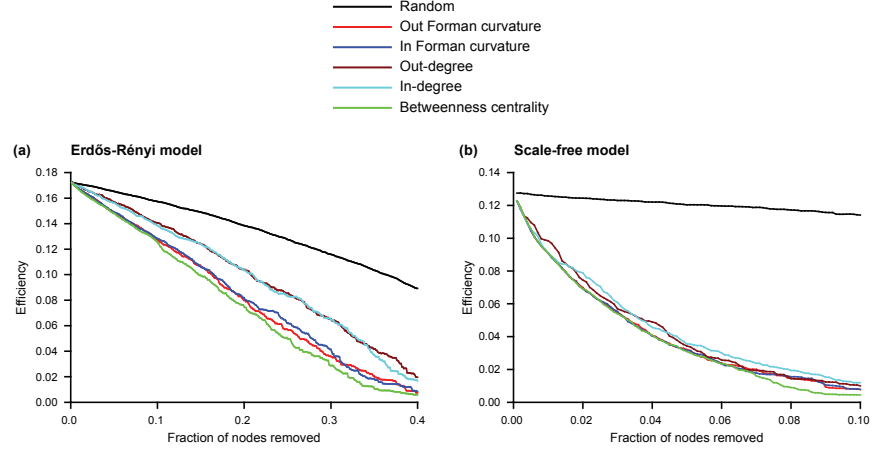 Random
Out Forman curvature
In Forman curvature
Out-degree
In-degree
Betweenness centrality
(a) Erdős-Rényi model
0.18
0.16
0.14
0.12
0.10
0.08
0.06
0.04
0.02
0.00
Efficiency
0.0 0.1 0.2 0.3 0.4
Fraction of nodes removed
(b) Scale-free model
0.14
0.12
0.10
0.08
0.06
0.04
0.02
0.00
Efficiency
0.00 0.02 0.04 0.06 0.08 0.10
Fraction of nodes removed